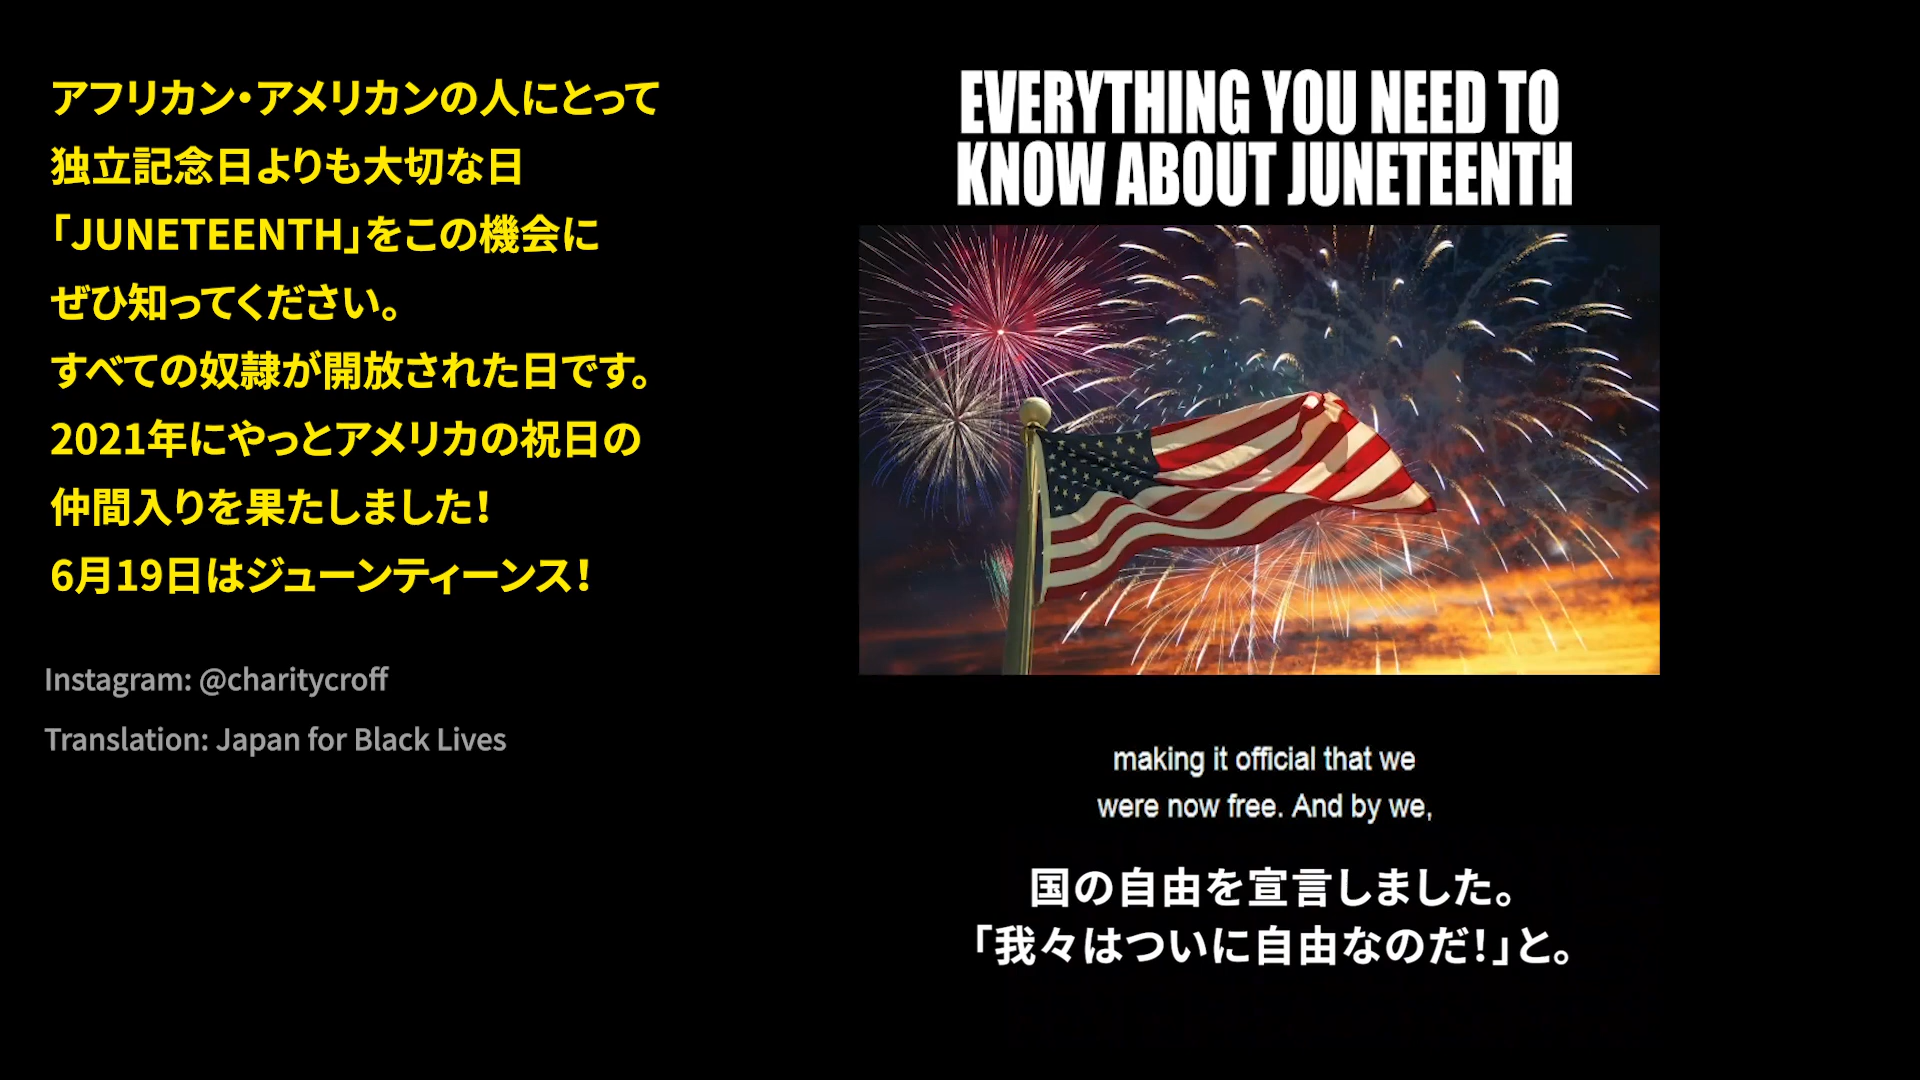 アフリカン・アメリカンの人にとって
独立記念日よりも大切な日
「JUNETEENTH」をこの機会に
ぜひ知ってください。
すべての奴隷が開放された日です。
2021年にやっとアメリカの祝日の
仲間入りを果たしました！
6月19日はジューンティーンス！
Instagram: @charitycroff
Translation: Japan for Black Lives
EVERYTHING YOU NEED TO
KNOW ABOUT JUNETEENTH
making it official that we
were now free. And by we,
国の自由を宣言しました。
「我々はついに自由なのだ！」と。